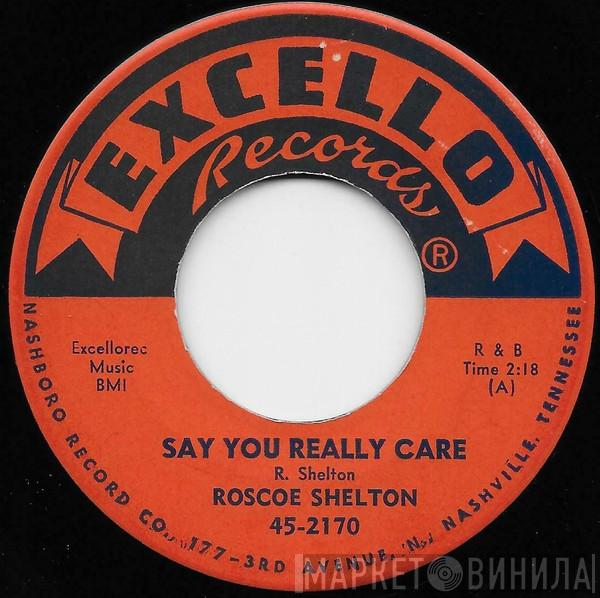 EXCELLO
Records
®
Excellorec
Music
BMI
R & B
Time 2:18
(A)
SAY YOU REALLY CARE
R. Shelton
ROSCOE SHELTON
45-2170
NASHBORO RECORD CO., 177-3RD AVENUE, N., NASHVILLE, TENNESSEE
МАРКЕТ ВИНИЛА